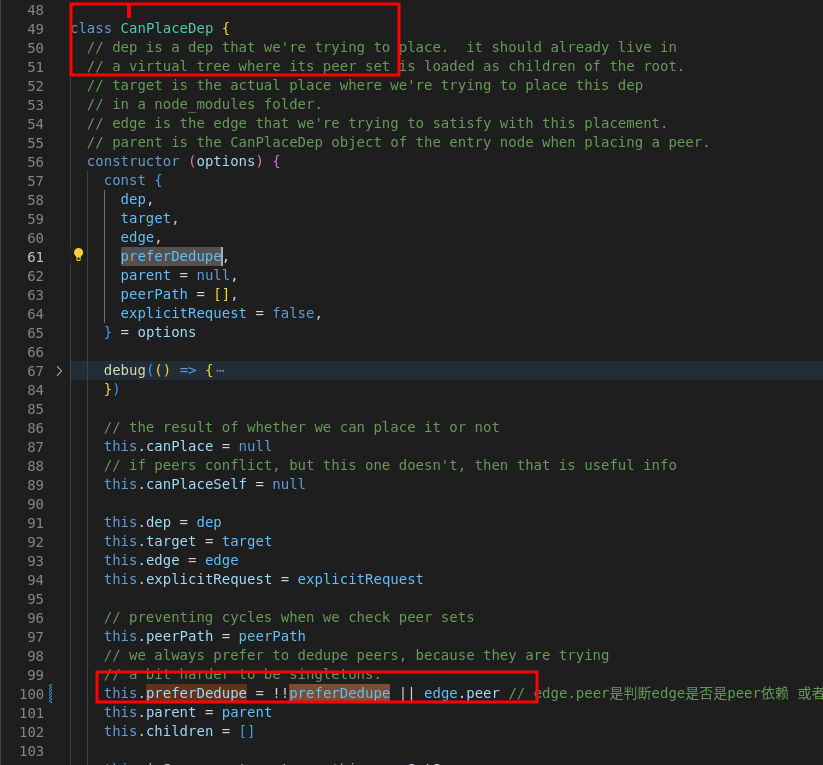 48
49 class CanPlaceDep {
50 // dep is a dep that we're trying to place.  it should already live in
51 // a virtual tree where its peer set is loaded as children of the root.
52 // target is the actual place where we're trying to place this dep
53 // in a node_modules folder.
54 // edge is the edge that we're trying to satisfy with this placement.
55 // parent is the CanPlaceDep object of the entry node when placing a peer.
56 constructor (options) {
57 const {
58 dep,
59 target,
60 edge,
61 preferDedupe,
62 parent = null,
63 peerPath = [],
64 explicitRequest = false,
65 } = options
66
67 debug(() => {⋯
84 })
85
86 // the result of whether we can place it or not
87 this.canPlace = null
88 // if peers conflict, but this one doesn't, then that is useful info
89 this.canPlaceSelf = null
90
91 this.dep = dep
92 this.target = target
93 this.edge = edge
94 this.explicitRequest = explicitRequest
95
96 // preventing cycles when we check peer sets
97 this.peerPath = peerPath
98 // we always prefer to dedupe peers, because they are trying
99 // a bit harder to be singletons.
100 this.preferDedupe = !!preferDedupe || edge.peer // edge.peer是判断edge是否是peer依赖 或者
101 this.parent = parent
102 this.children = []
103